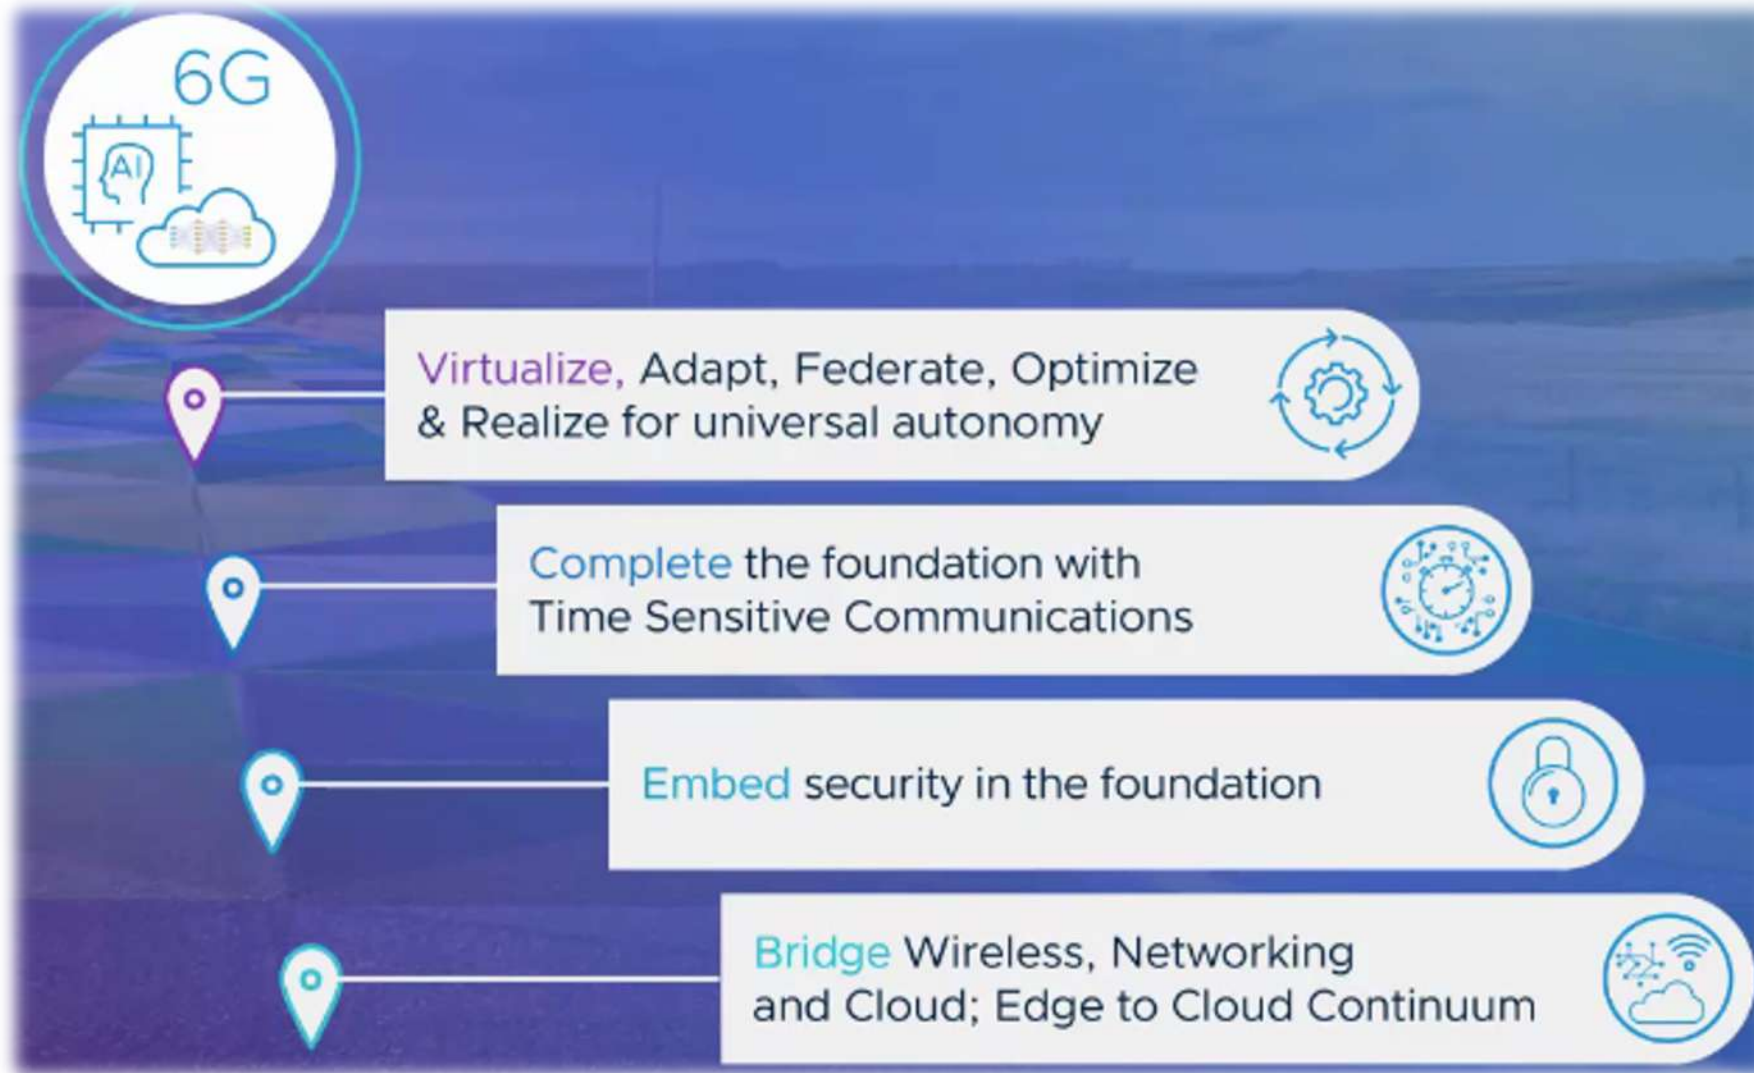 6G
AI
Virtualize, Adapt, Federate, Optimize
& Realize for universal autonomy
Complete the foundation with
Time Sensitive Communications
Embed security in the foundation
Bridge Wireless, Networking
and Cloud; Edge to Cloud Continuum